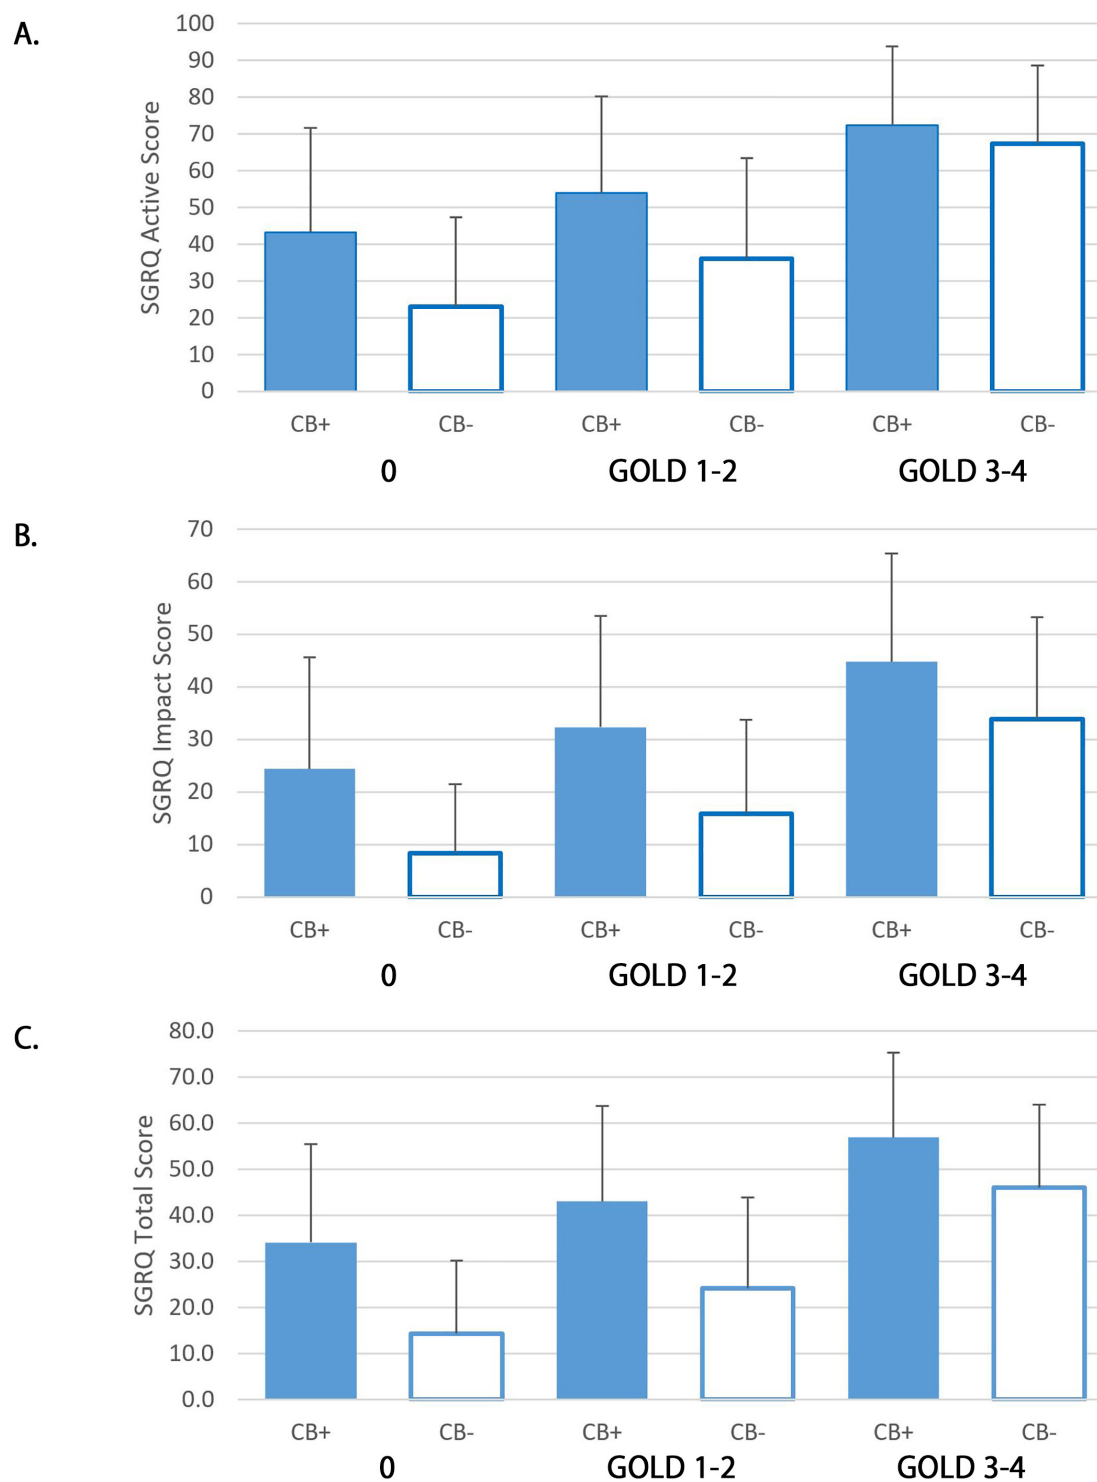 A.
SGRQ Active Score
100
90
80
70
60
50
40
30
20
10
0
CB+ CB- CB+ CB- CB+ CB-
0 GOLD 1-2 GOLD 3-4
B.
SGRQ Impact Score
70
60
50
40
30
20
10
0
CB+ CB- CB+ CB- CB+ CB-
0 GOLD 1-2 GOLD 3-4
C.
SGRQ Total Score
80.0
70.0
60.0
50.0
40.0
30.0
20.0
10.0
0.0
CB+ CB- CB+ CB- CB+ CB-
0 GOLD 1-2 GOLD 3-4